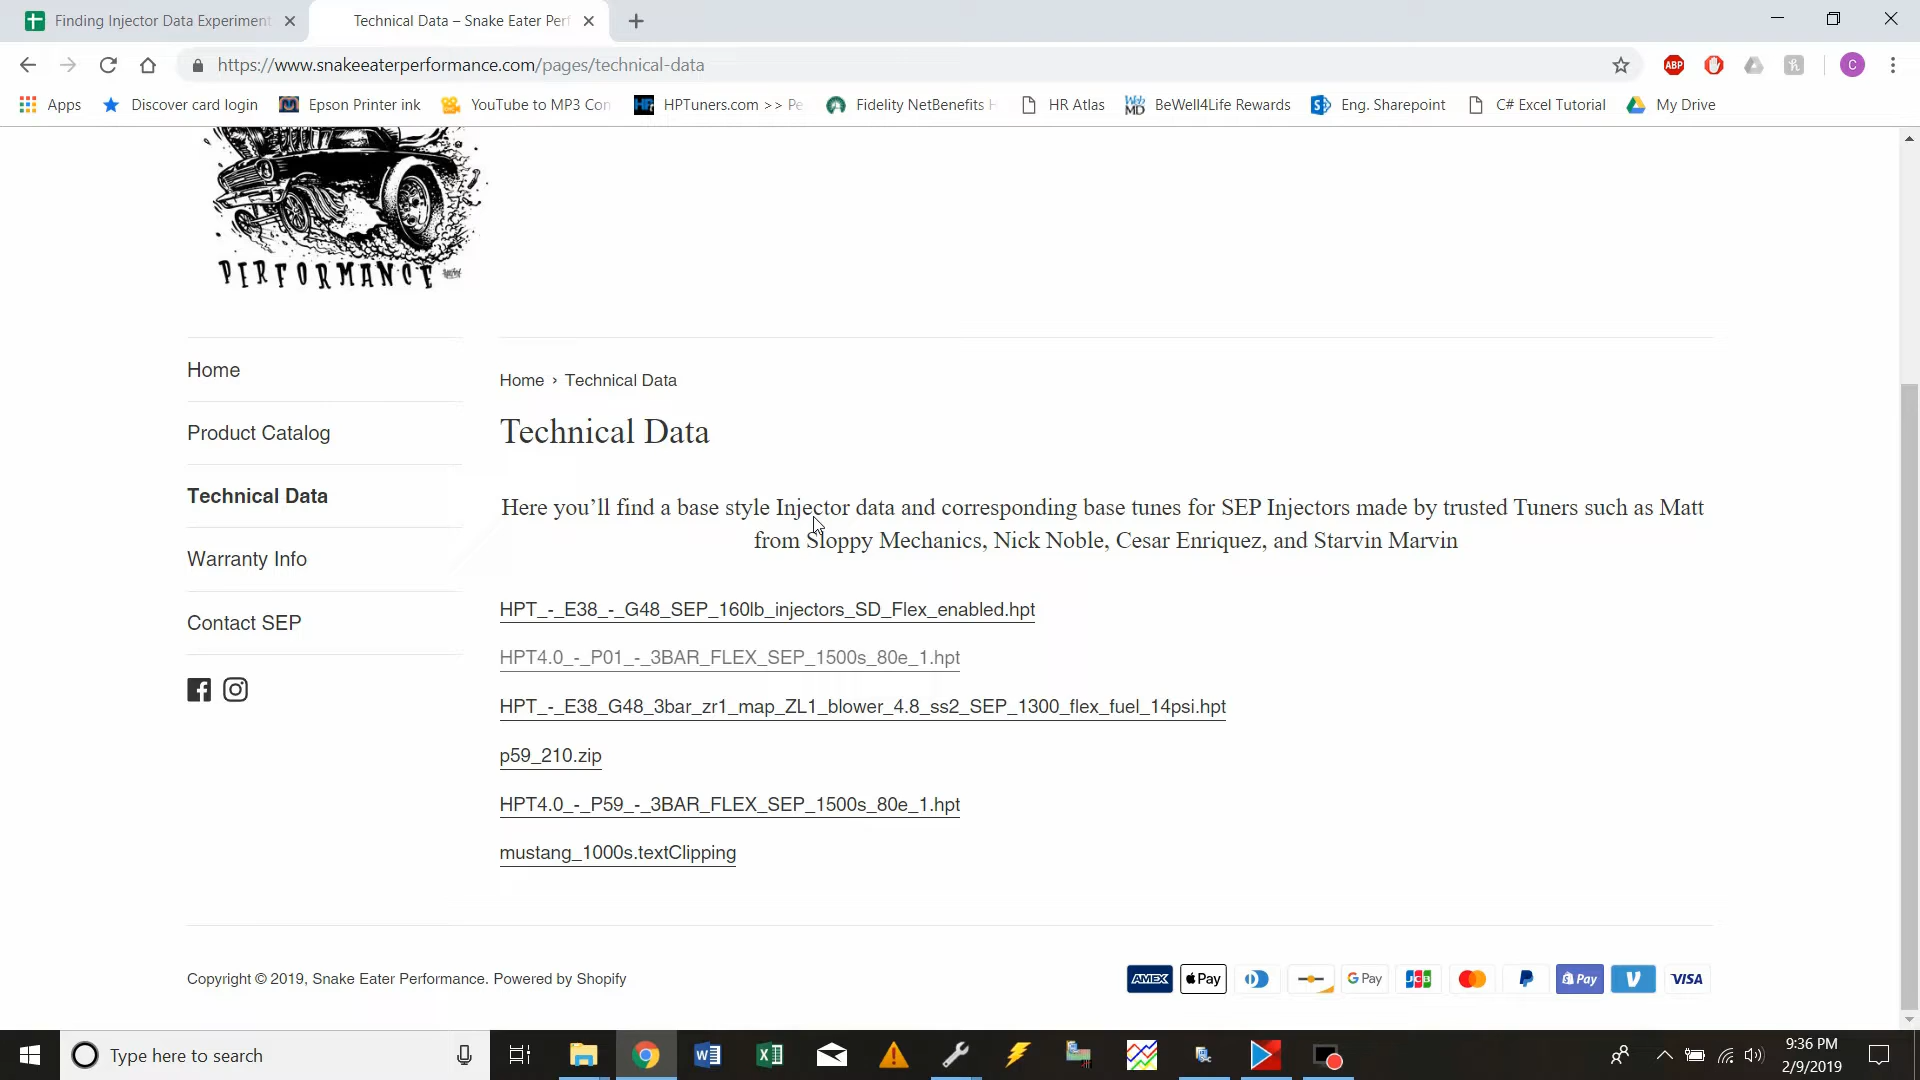 Finding Injector Data Experiment
Technical Data – Snake Eater Perf
https://www.snakeeaterperformance.com/pages/technical-data
ABP
h
C
Apps
Discover card login
Epson Printer ink
YouTube to MP3 Con
HPTuners.com >> Pe
Fidelity NetBenefits
HR Atlas
BeWell4Life Rewards
Eng. Sharepoint
C# Excel Tutorial
My Drive
PERFORMANCE
Home
Product Catalog
Technical Data
Warranty Info
Contact SEP
Home › Technical Data
Technical Data
Here you’ll find a base style Injector data and corresponding base tunes for SEP Injectors made by trusted Tuners such as Matt
from Sloppy Mechanics, Nick Noble, Cesar Enriquez, and Starvin Marvin
HPT_-_E38_-_G48_SEP_160lb_injectors_SD_Flex_enabled.hpt
HPT4.0_-_P01_-_3BAR_FLEX_SEP_1500s_80e_1.hpt
HPT_-_E38_G48_3bar_zr1_map_ZL1_blower_4.8_ss2_SEP_1300_flex_fuel_14psi.hpt
p59_210.zip
HPT4.0_-_P59_-_3BAR_FLEX_SEP_1500s_80e_1.hpt
mustang_1000s.textClipping
Copyright © 2019, Snake Eater Performance. Powered by Shopify
AMEX
Pay
G Pay
JCB
Pay
VISA
Type here to search
9:36 PM
2/9/2019